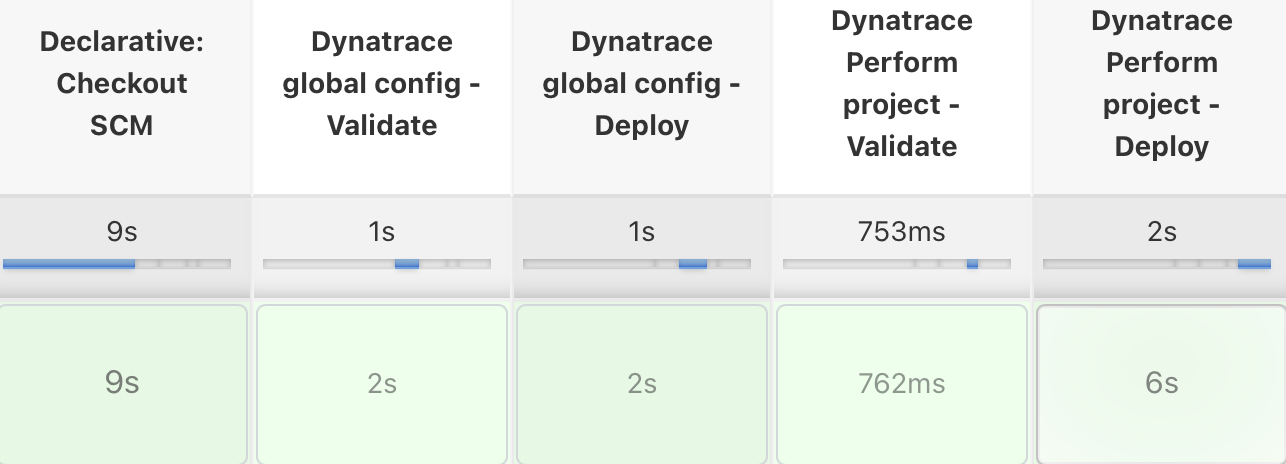 Declarative:
Checkout
SCM
Dynatrace
global config -
Validate
Dynatrace
global config -
Deploy
Dynatrace
Perform
project -
Validate
Dynatrace
Perform
project -
Deploy
9s
1s
1s
753ms
2s
9s
2s
2s
762ms
6s